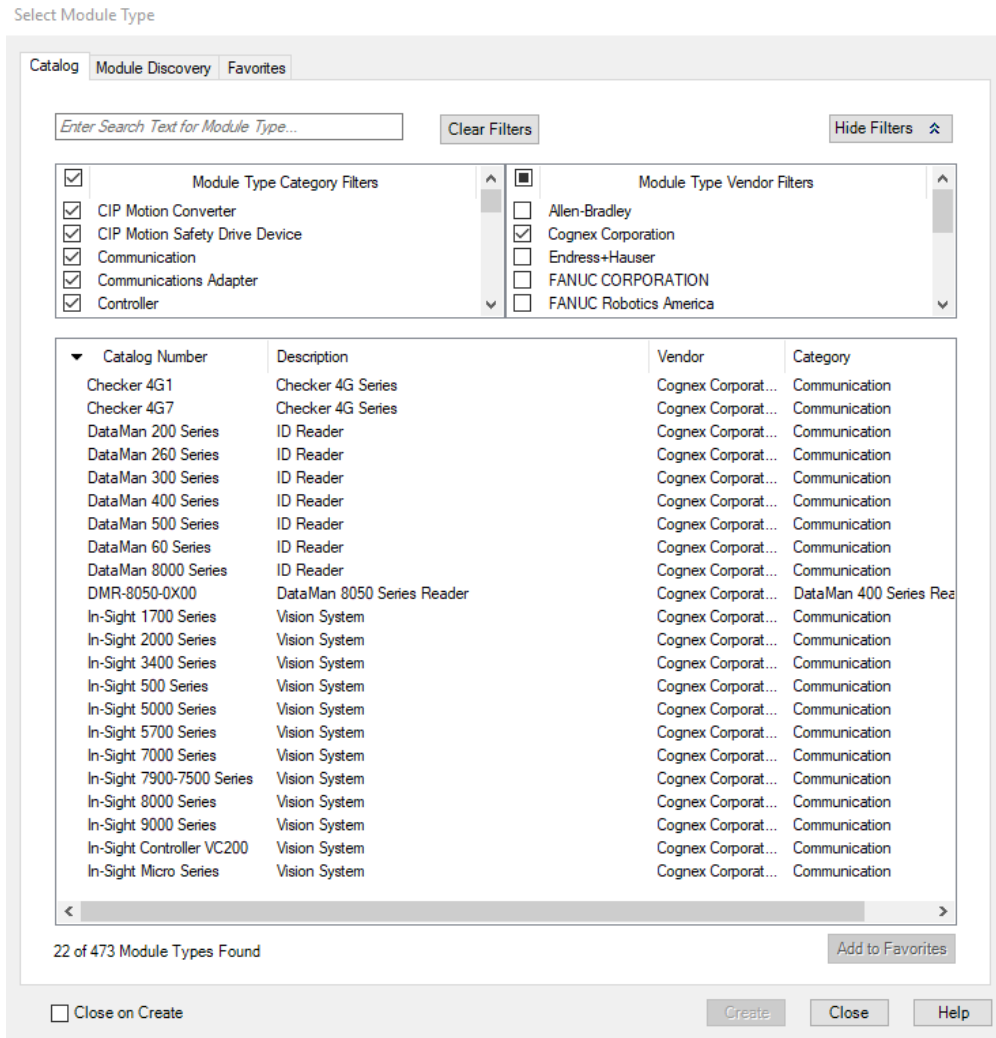 Select Module Type
Catalog Module Discovery Favorites
Enter Search Text for Module Type... Clear Filters Hide Filters
Module Type Category Filters Module Type Vendor Filters
CIP Motion Converter Allen-Bradley
CIP Motion Safety Drive Device Cognex Corporation
Communication Endress+Hauser
Communications Adapter FANUC CORPORATION
Controller FANUC Robotics America
Catalog Number Description Vendor Category
Checker 4G1 Checker 4G Series Cognex Corporat... Communication
Checker 4G7 Checker 4G Series Cognex Corporat... Communication
DataMan 200 Series ID Reader Cognex Corporat... Communication
DataMan 260 Series ID Reader Cognex Corporat... Communication
DataMan 300 Series ID Reader Cognex Corporat... Communication
DataMan 400 Series ID Reader Cognex Corporat... Communication
DataMan 500 Series ID Reader Cognex Corporat... Communication
DataMan 60 Series ID Reader Cognex Corporat... Communication
DataMan 8000 Series ID Reader Cognex Corporat... Communication
DMR-8050-0X00 DataMan 8050 Series Reader Cognex Corporat... DataMan 400 Series Rea
In-Sight 1700 Series Vision System Cognex Corporat... Communication
In-Sight 2000 Series Vision System Cognex Corporat... Communication
In-Sight 3400 Series Vision System Cognex Corporat... Communication
In-Sight 500 Series Vision System Cognex Corporat... Communication
In-Sight 5000 Series Vision System Cognex Corporat... Communication
In-Sight 5700 Series Vision System Cognex Corporat... Communication
In-Sight 7000 Series Vision System Cognex Corporat... Communication
In-Sight 7900-7500 Series Vision System Cognex Corporat... Communication
In-Sight 8000 Series Vision System Cognex Corporat... Communication
In-Sight 9000 Series Vision System Cognex Corporat... Communication
In-Sight Controller VC200 Vision System Cognex Corporat... Communication
In-Sight Micro Series Vision System Cognex Corporat... Communication
22 of 473 Module Types Found Add to Favorites
Close on Create Create Close Help